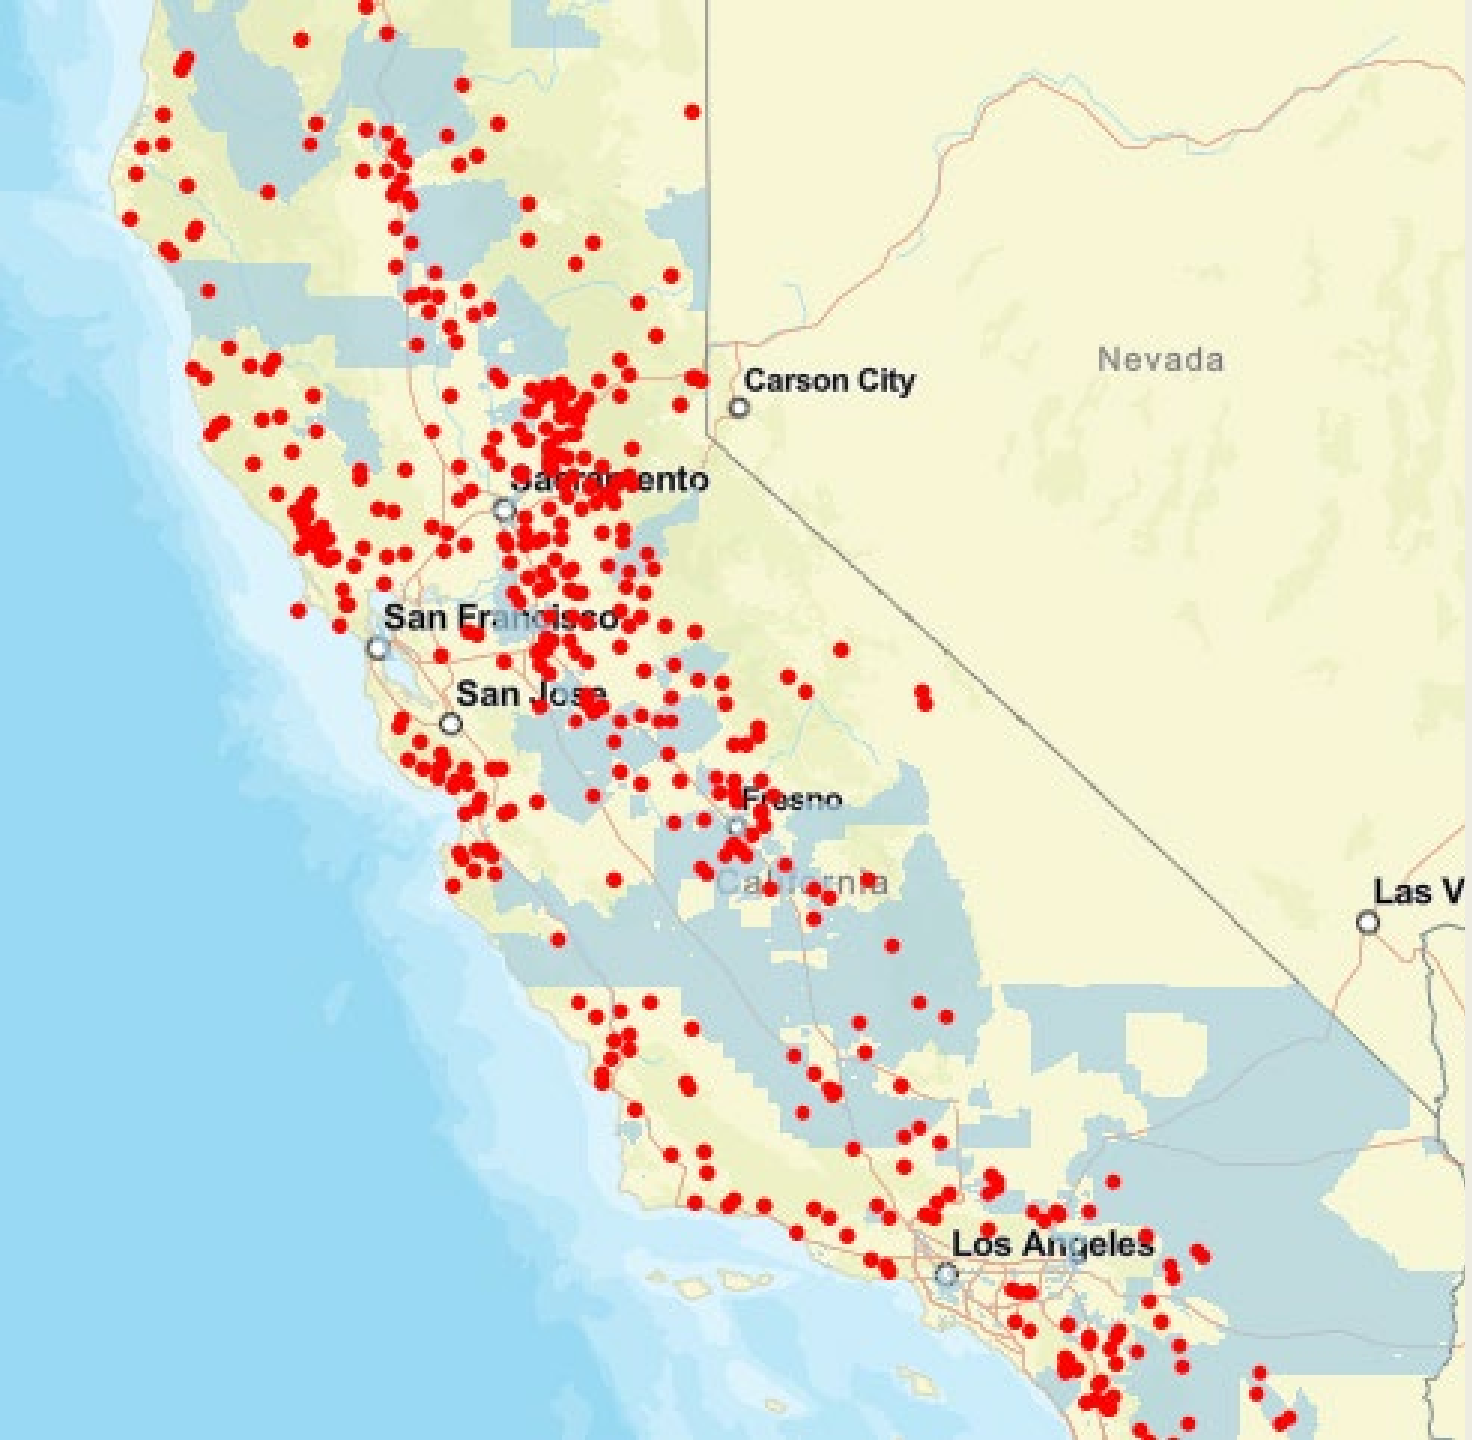 Nevada
Carson City
Sacramento
San Francisco
San Jose
Fresno
California
Las V
Los Angeles